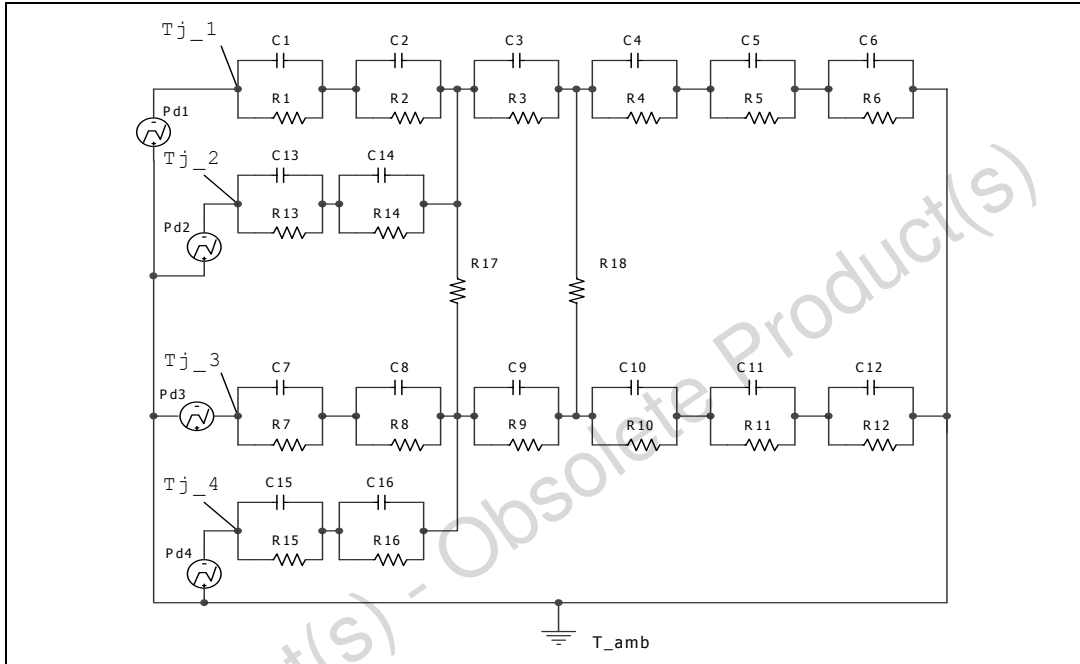 Tj_1
C1 C2 C3 C4 C5 C6
R1 R2 R3 R4 R5 R6
Pd1
Tj_2
C13 C14
R13 R14
Pd2
R17 R18
Tj_3
C7 C8 C9 C10 C11 C12
Pd3
R7 R8 R9 R10 R11 R12
Tj_4
C15 C16
R15 R16
Pd4
T_amb
ct(s) - Obsolete Product(s)